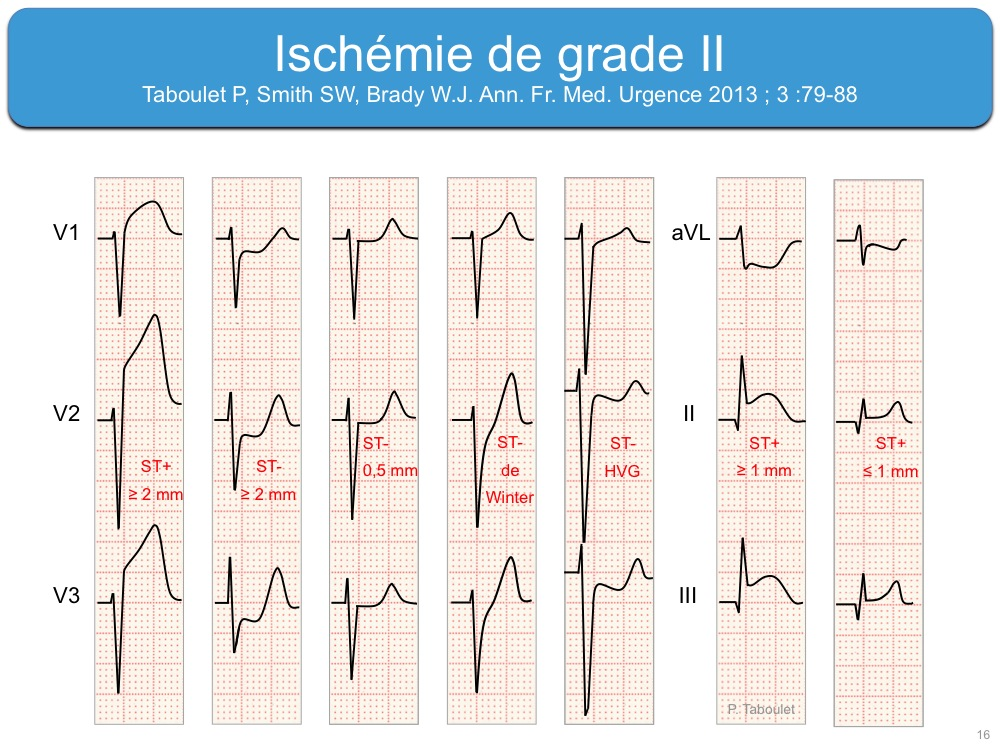 Ischémie de grade II
Taboulet P, Smith SW, Brady W.J. Ann. Fr. Med. Urgence 2013 ; 3 :79-88
V1
aVL
V2
II
ST+
≥ 2 mm
ST-
≥ 2 mm
ST-
0,5 mm
ST-
de
Winter
ST-
HVG
ST+
≥ 1 mm
ST+
≤ 1 mm
V3
III
P. Taboulet
16